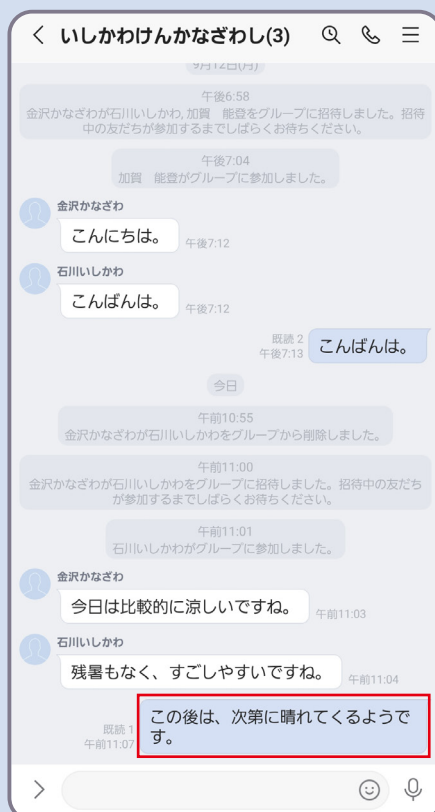 いしかわけんかなざわし(3)
9月12日(月)
午後6:58
金沢かなざわが石川いしかわ, 加賀　能登をグループに招待しました。招待
中の友だちが参加するまでしばらくお待ちください。
午後7:04
加賀　能登がグループに参加しました。
金沢かなざわ
こんにちは。
午後7:12
石川いしかわ
こんばんは。
午後7:12
既読 2
午後7:13
こんばんは。
今日
午前10:55
金沢かなざわが石川いしかわをグループから削除しました。
午前11:00
金沢かなざわが石川いしかわをグループに招待しました。招待中の友だち
が参加するまでしばらくお待ちください。
午前11:01
石川いしかわがグループに参加しました。
金沢かなざわ
今日は比較的に涼しいですね。
午前11:03
石川いしかわ
残暑もなく、すごしやすいですね。
午前11:04
この後は、次第に晴れてくるようで
す。
既読 1
午前11:07